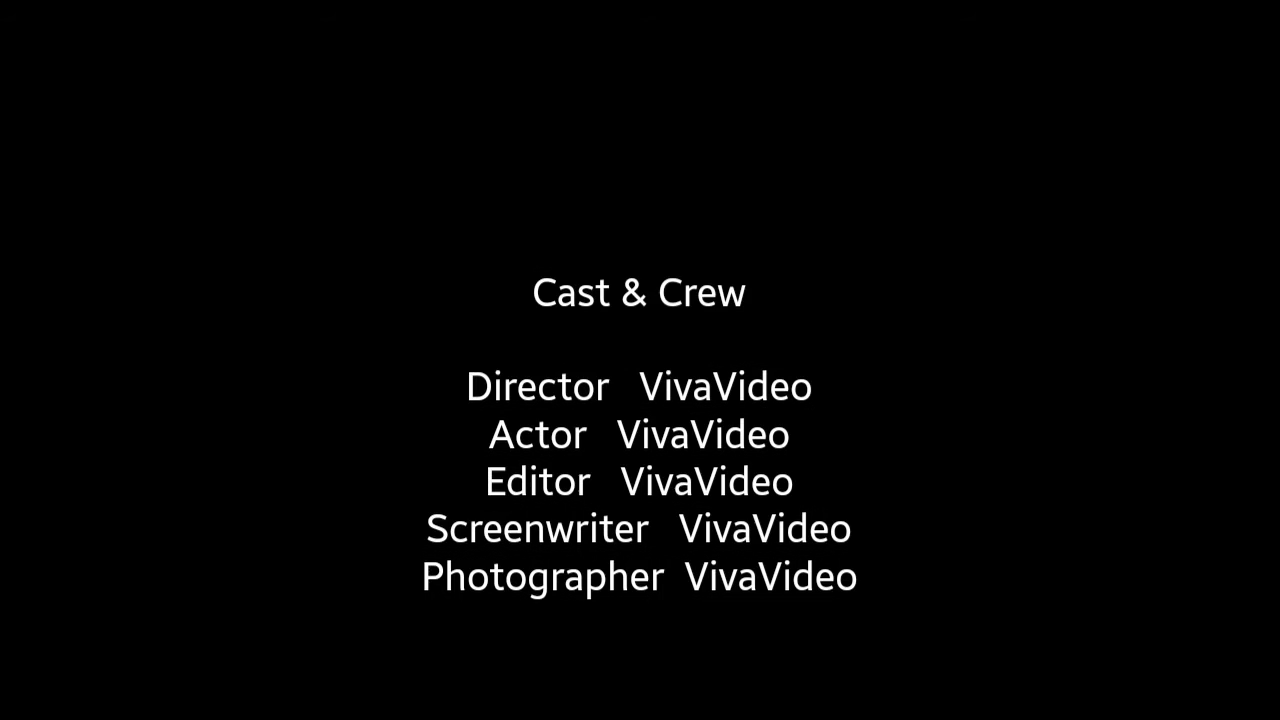 Cast & Crew
Director VivaVideo
Actor VivaVideo
Editor VivaVideo
Screenwriter VivaVideo
Photographer VivaVideo